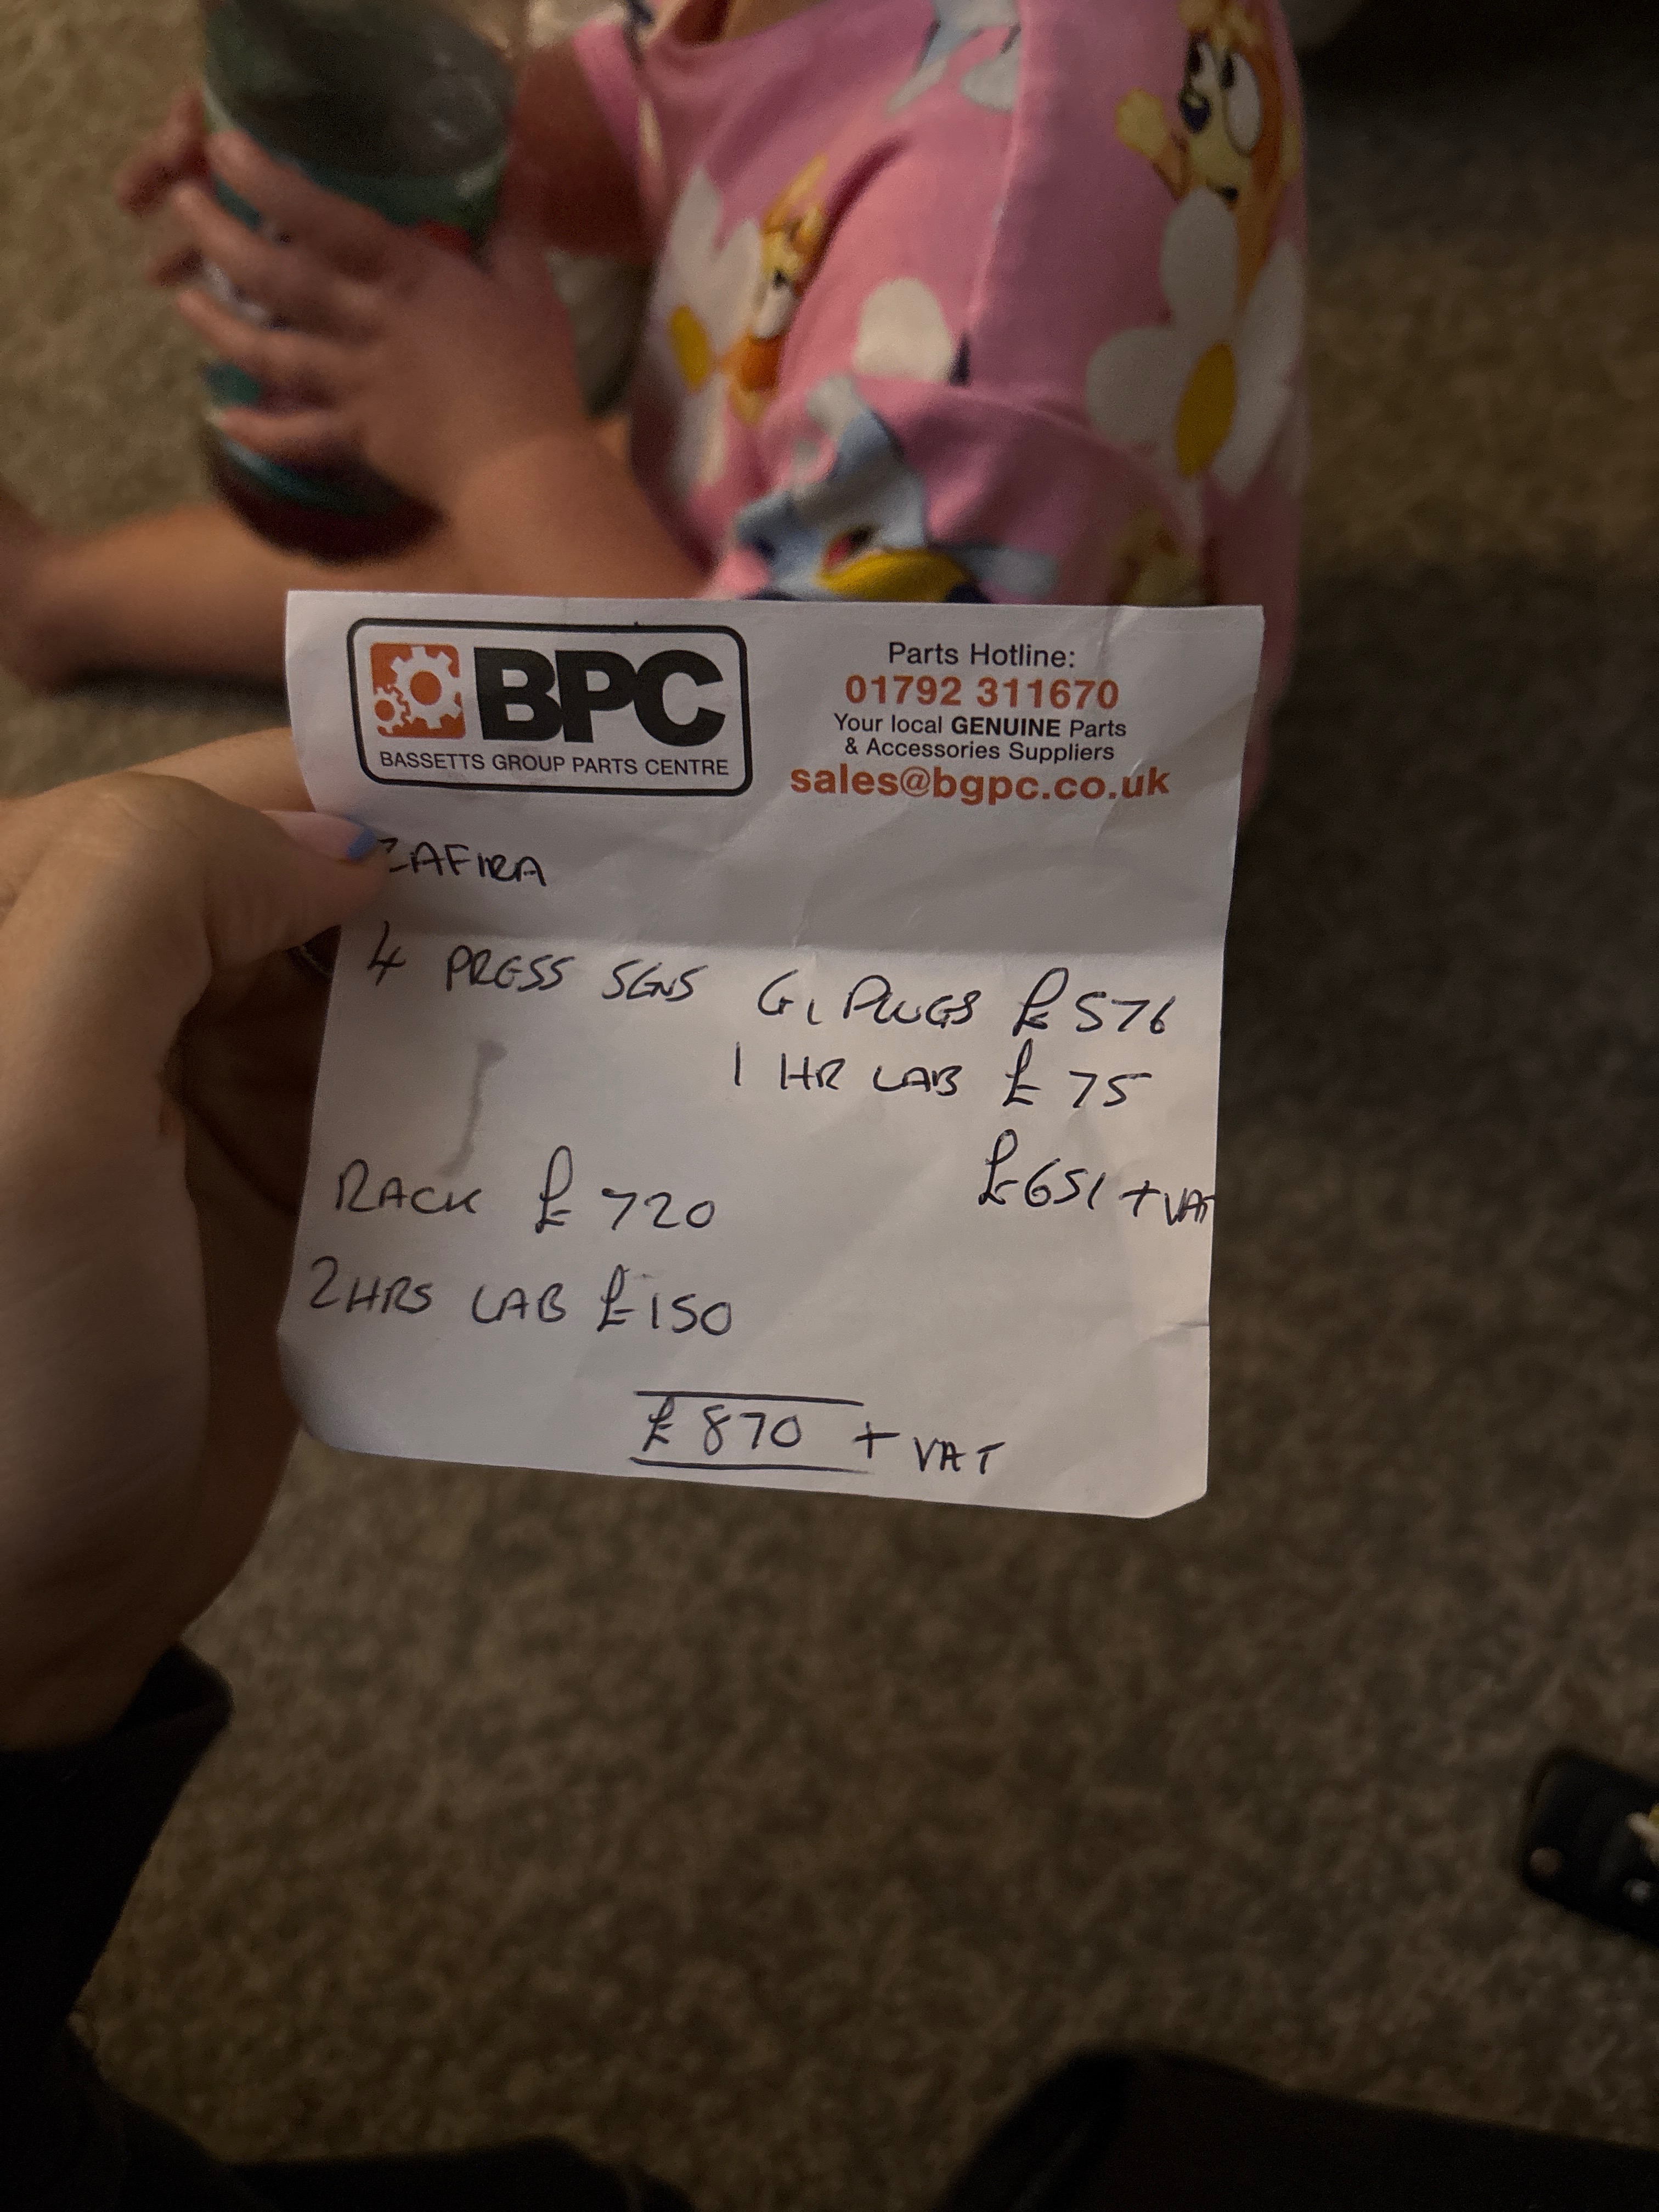 BPC
BASSETTS GROUP PARTS CENTRE
Parts Hotline:
01792 311670
Your local GENUINE Parts
& Accessories Suppliers
sales@bgpc.co.uk
ZAFIRA
4 PRESS SGNS GL PLUGS £576
1 HR LAB £75
£651 + VAT
RACK £720
2HRS LAB £150
£870 + VAT